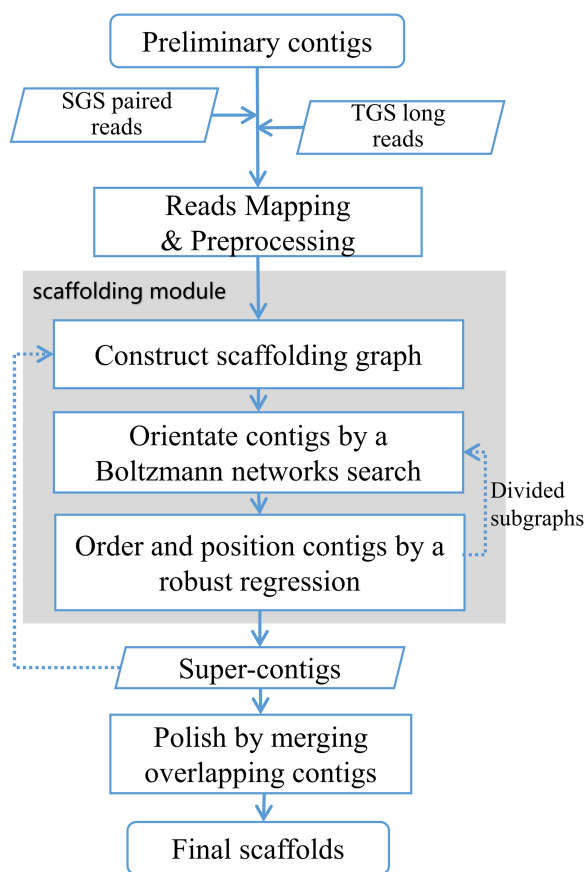 Preliminary contigs
SGS paired
reads
TGS long
reads
Reads Mapping
& Preprocessing
scaffolding module
Construct scaffolding graph
Orientate contigs by a
Boltzmann networks search
Divided
subgraphs
Order and position contigs by a
robust regression
Super-contigs
Polish by merging
overlapping contigs
Final scaffolds